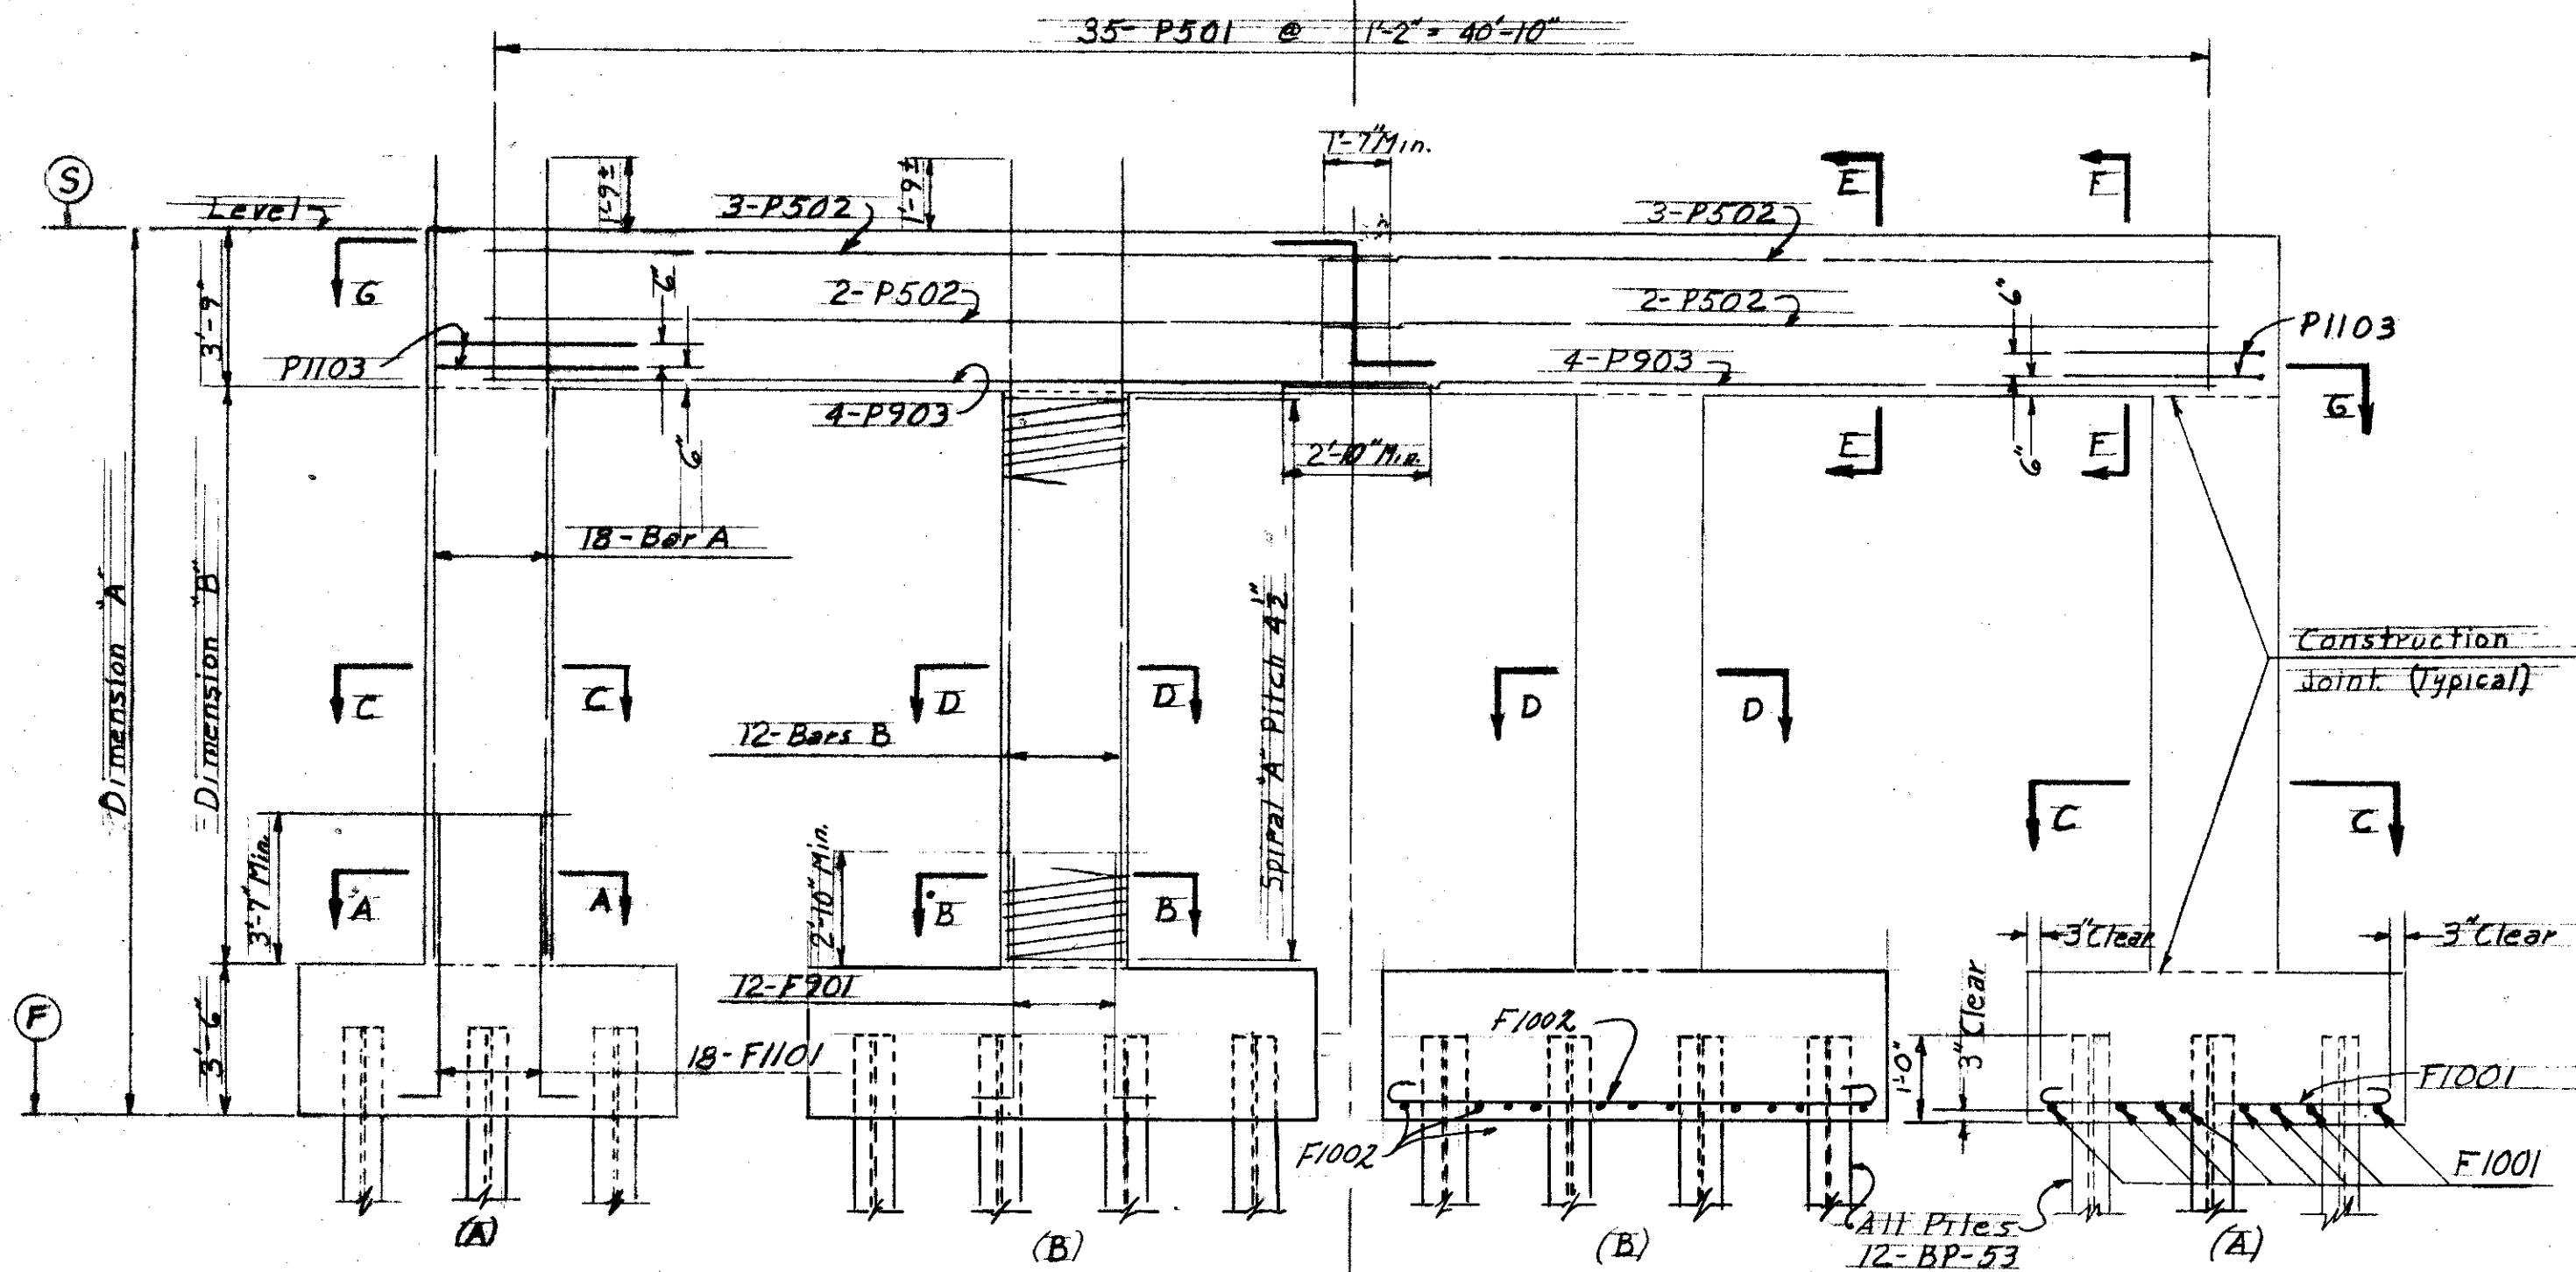 35-P501 @ 1'-2" = 40'-10"
1'-7" Min.
S
Level
1'-9±
1'-9±
3-P502
3-P502
E
F
G
6"
2-P502
2-P502
6"
P1103
3'-9"
P1103
4-P903
4-P903
G
6"
2'-10" Min.
E
F
6"
18-Bar A
Dimension "A"
Dimension "B"
Spiral "A" Pitch 4½"
Construction
Joint (Typical)
C
C
D
D
D
D
12-Bars B
C
C
3'-7" Min.
2'-10" Min.
A
A
B
B
3" Clear
3" Clear
12-F901
3'-6"
F
18-F1101
F1002
1'-0"
3" Clear
F1001
F1002
F1001
All Piles
12-BP-53
(A)
(B)
(B)
(A)